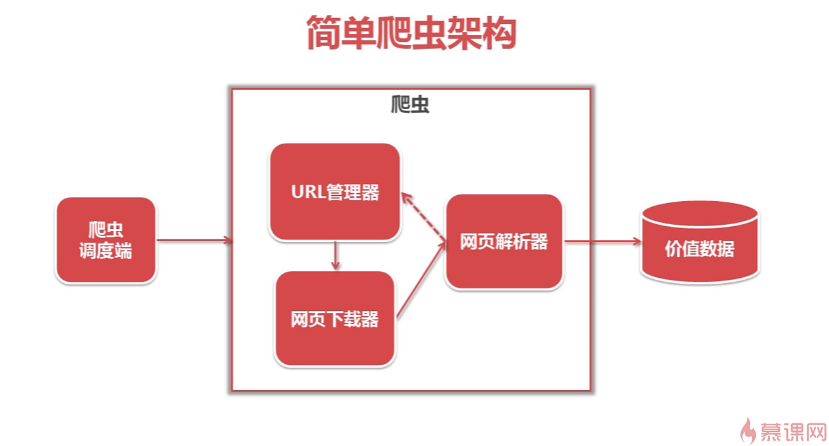 简单爬虫架构
爬虫
URL管理器
爬虫
调度端
网页解析器
价值数据
网页下载器
慕课网